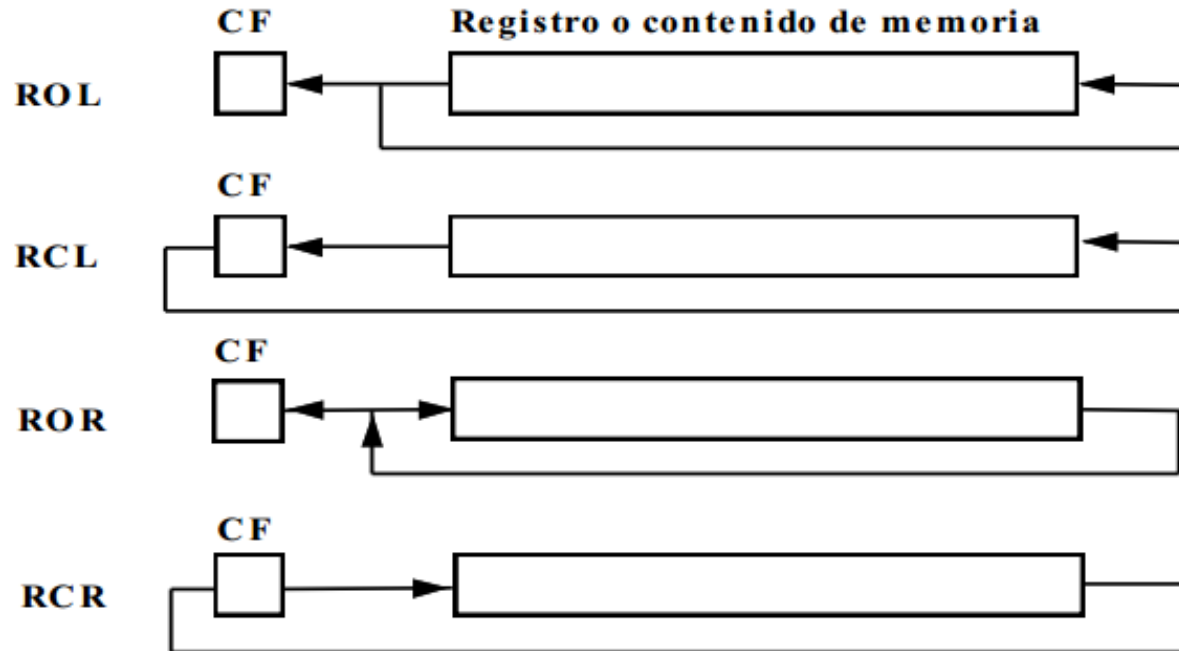 CF Registro o contenido de memoria
ROL
CF
RCL
CF
ROR
CF
RCR